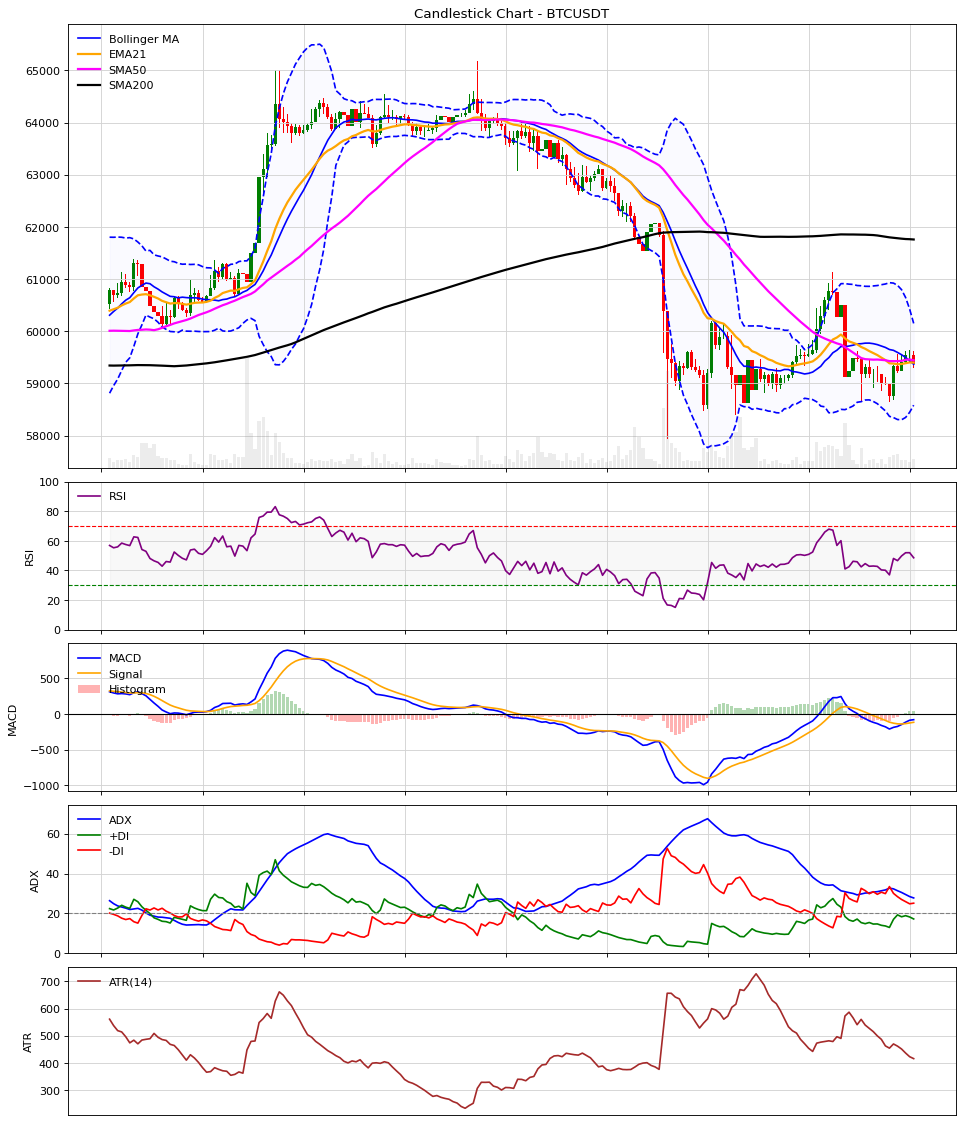 Candlestick Chart - BTCUSDT
Bollinger MA
EMA21
SMA50
SMA200
65000
64000
63000
62000
61000
60000
59000
58000
RSI
RSI
100
80
60
40
20
0
MACD
Signal
Histogram
MACD
500
0
−500
−1000
ADX
+DI
-DI
ADX
60
40
20
0
ATR(14)
ATR
700
600
500
400
300